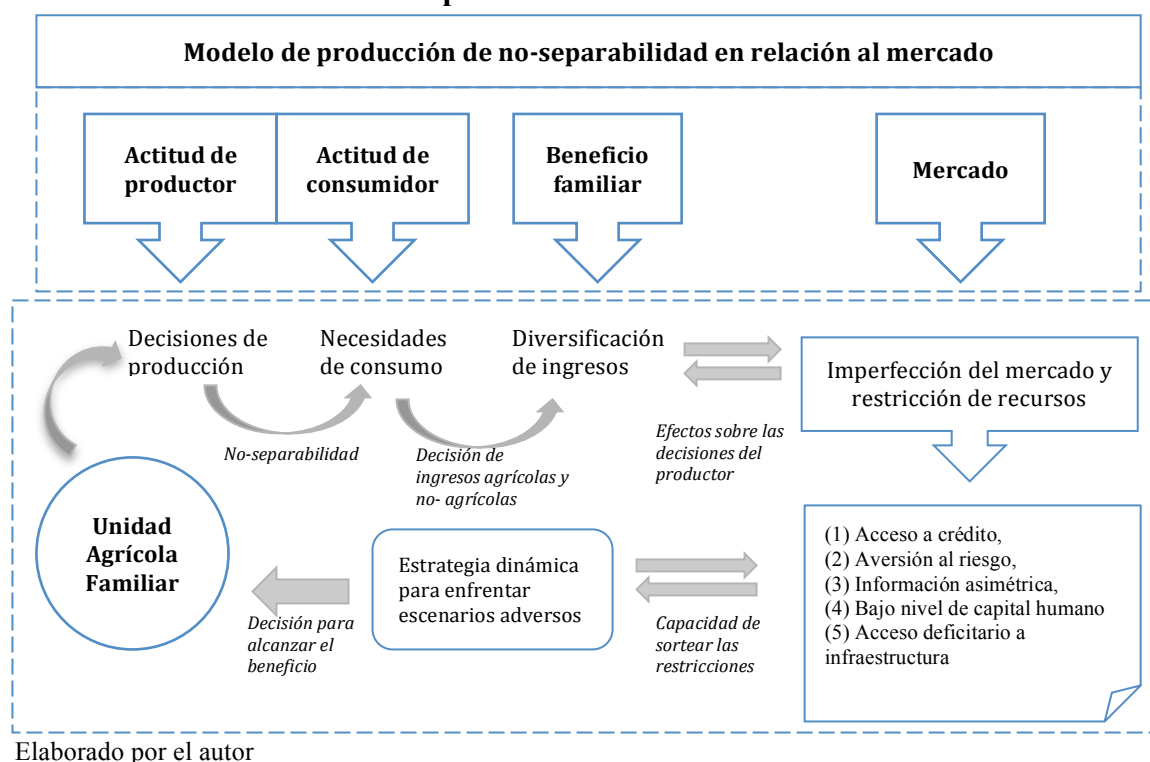 Modelo de producción de no-separabilidad en relación al mercado
Actitud de
productor
Actitud de
consumidor
Beneficio
familiar
Mercado
Decisiones de
producción
Necesidades
de consumo
Diversificación
de ingresos
Imperfección del mercado y
restricción de recursos
No-separabilidad
Decisión de
ingresos agrícolas y
no- agrícolas
Efectos sobre las
decisiones del
productor
Unidad
Agrícola
Familiar
Decisión para
alcanzar el
beneficio
Estrategia dinámica
para enfrentar
escenarios adversos
Capacidad de
sortear las
restricciones
(1) Acceso a crédito,
(2) Aversión al riesgo,
(3) Información asimétrica,
(4) Bajo nivel de capital humano
(5) Acceso deficitario a
infraestructura
Elaborado por el autor